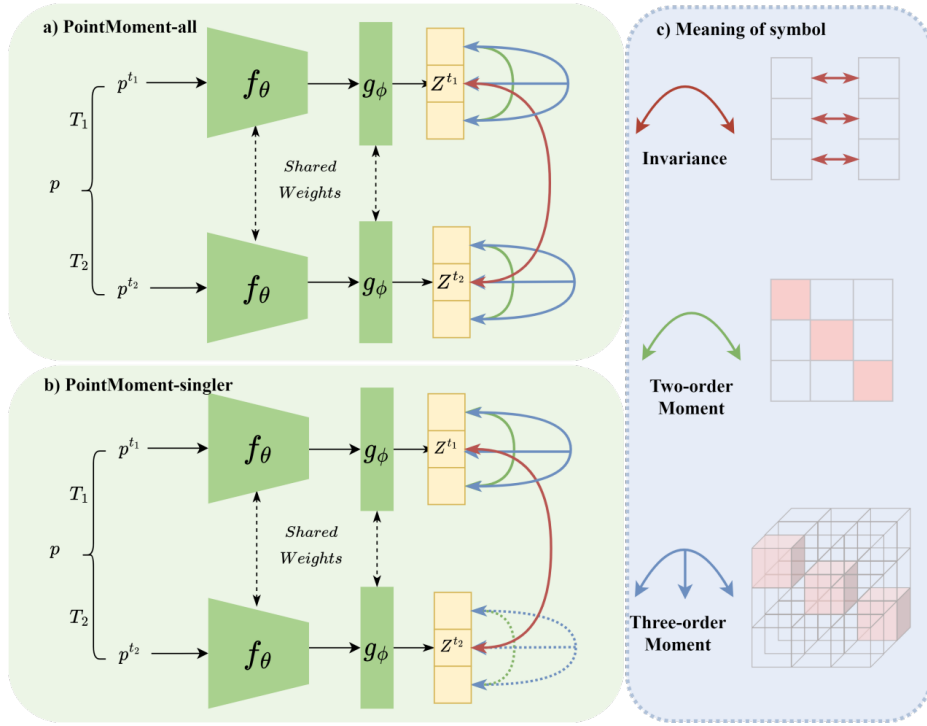 a) PointMoment-all
p^{t_1}
f_θ
g_ϕ
Z^{t_1}
T_1
p
Shared
Weights
T_2
p^{t_2}
f_θ
g_ϕ
Z^{t_2}
b) PointMoment-singler
p^{t_1}
f_θ
g_ϕ
Z^{t_1}
T_1
p
Shared
Weights
T_2
p^{t_2}
f_θ
g_ϕ
Z^{t_2}
c) Meaning of symbol
Invariance
Two-order
Moment
Three-order
Moment